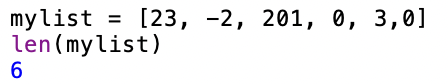 mylist = [23, -2, 201, 0, 3,0]
len(mylist)
6